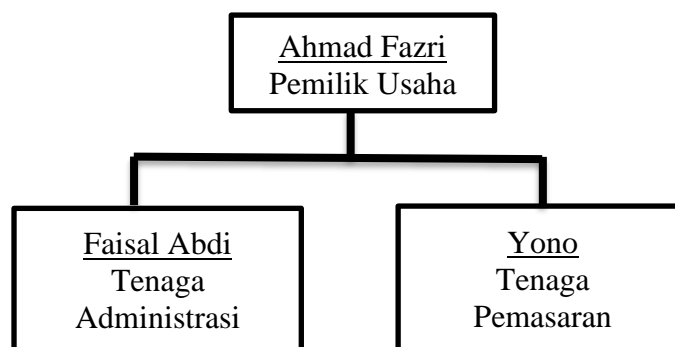 Ahmad Fazri
Pemilik Usaha
Faisal Abdi
Tenaga
Administrasi
Yono
Tenaga
Pemasaran